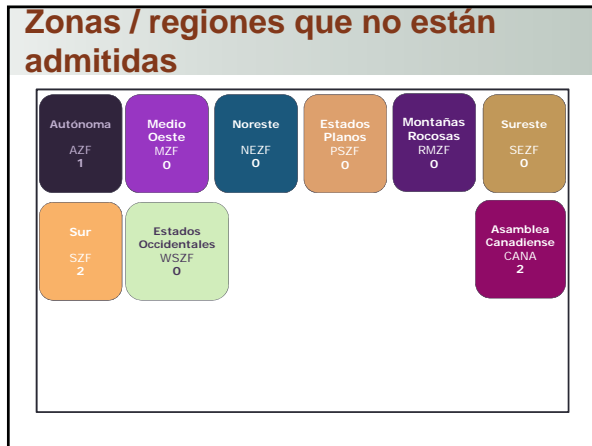 Zonas / regiones que no están
admitidas
Autónoma
AZF
1
Medio
Oeste
MZF
0
Noreste
NEZF
0
Estados
Planos
PSZF
0
Montañas
Rocosas
RMZF
0
Sureste
SEZF
0
Sur
SZF
2
Estados
Occidentales
WSZF
0
Asamblea
Canadiense
CANA
2